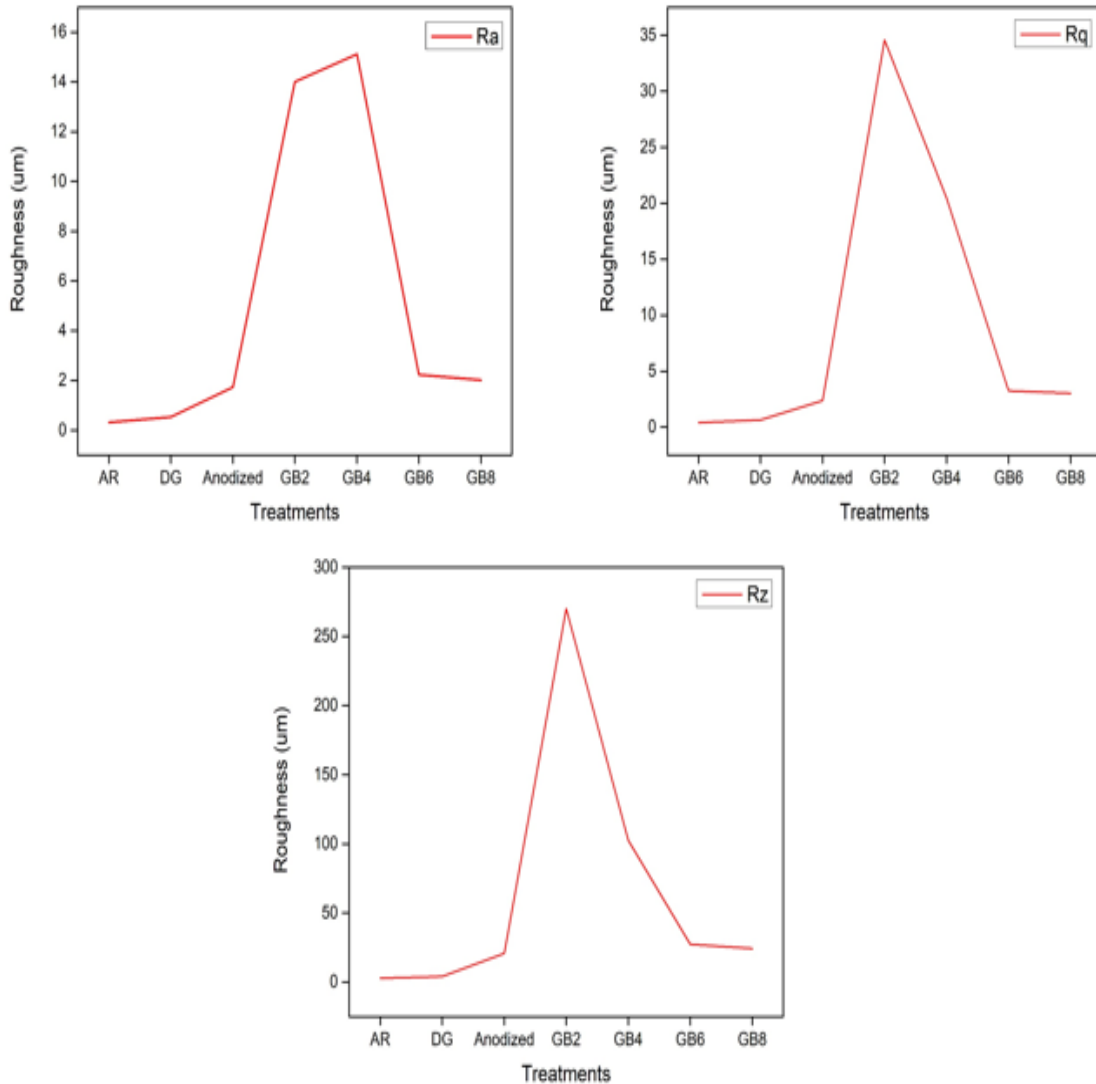 Ra
Roughness (um)
16
14
12
10
8
6
4
2
0
AR DG Anodized GB2 GB4 GB6 GB8
Treatments
Rq
Roughness (um)
35
30
25
20
15
10
5
0
AR DG Anodized GB2 GB4 GB6 GB8
Treatments
Rz
Roughness (um)
300
250
200
150
100
50
0
AR DG Anodized GB2 GB4 GB6 GB8
Treatments